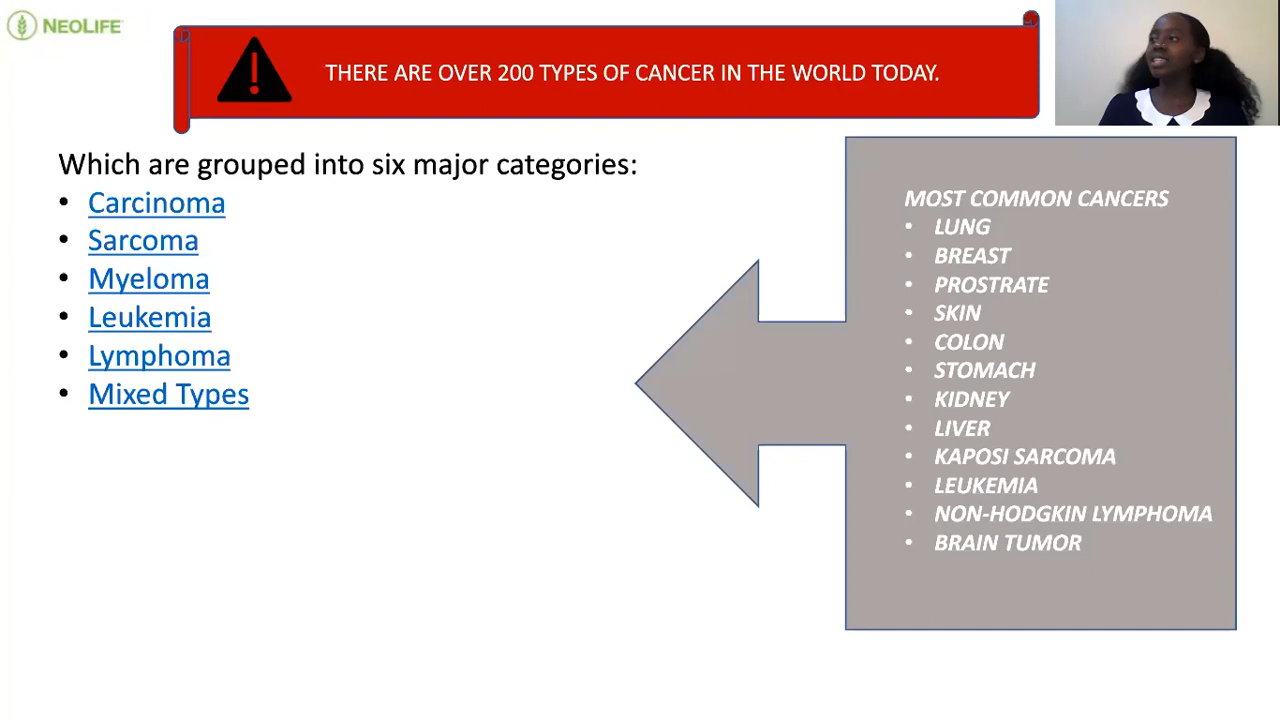 NEOLIFE
THERE ARE OVER 200 TYPES OF CANCER IN THE WORLD TODAY.
Which are grouped into six major categories:
• Carcinoma
• Sarcoma
• Myeloma
• Leukemia
• Lymphoma
• Mixed Types
MOST COMMON CANCERS
• LUNG
• BREAST
• PROSTRATE
• SKIN
• COLON
• STOMACH
• KIDNEY
• LIVER
• KAPOSI SARCOMA
• LEUKEMIA
• NON-HODGKIN LYMPHOMA
• BRAIN TUMOR